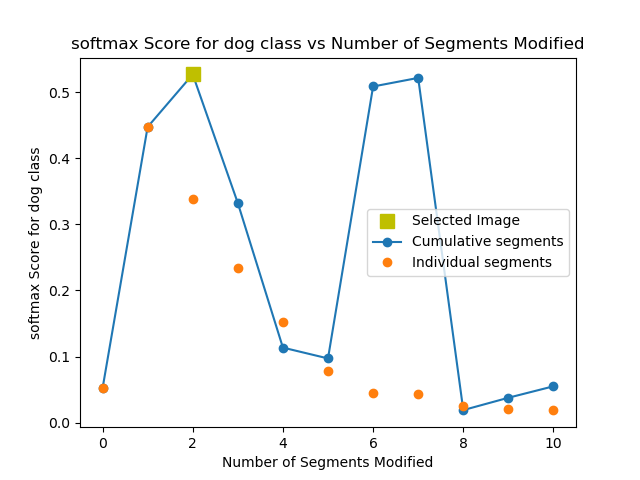 softmax Score for dog class vs Number of Segments Modified
softmax Score for dog class
0.5
0.4
0.3
0.2
0.1
0.0
Selected Image
Cumulative segments
Individual segments
0 2 4 6 8 10
Number of Segments Modified